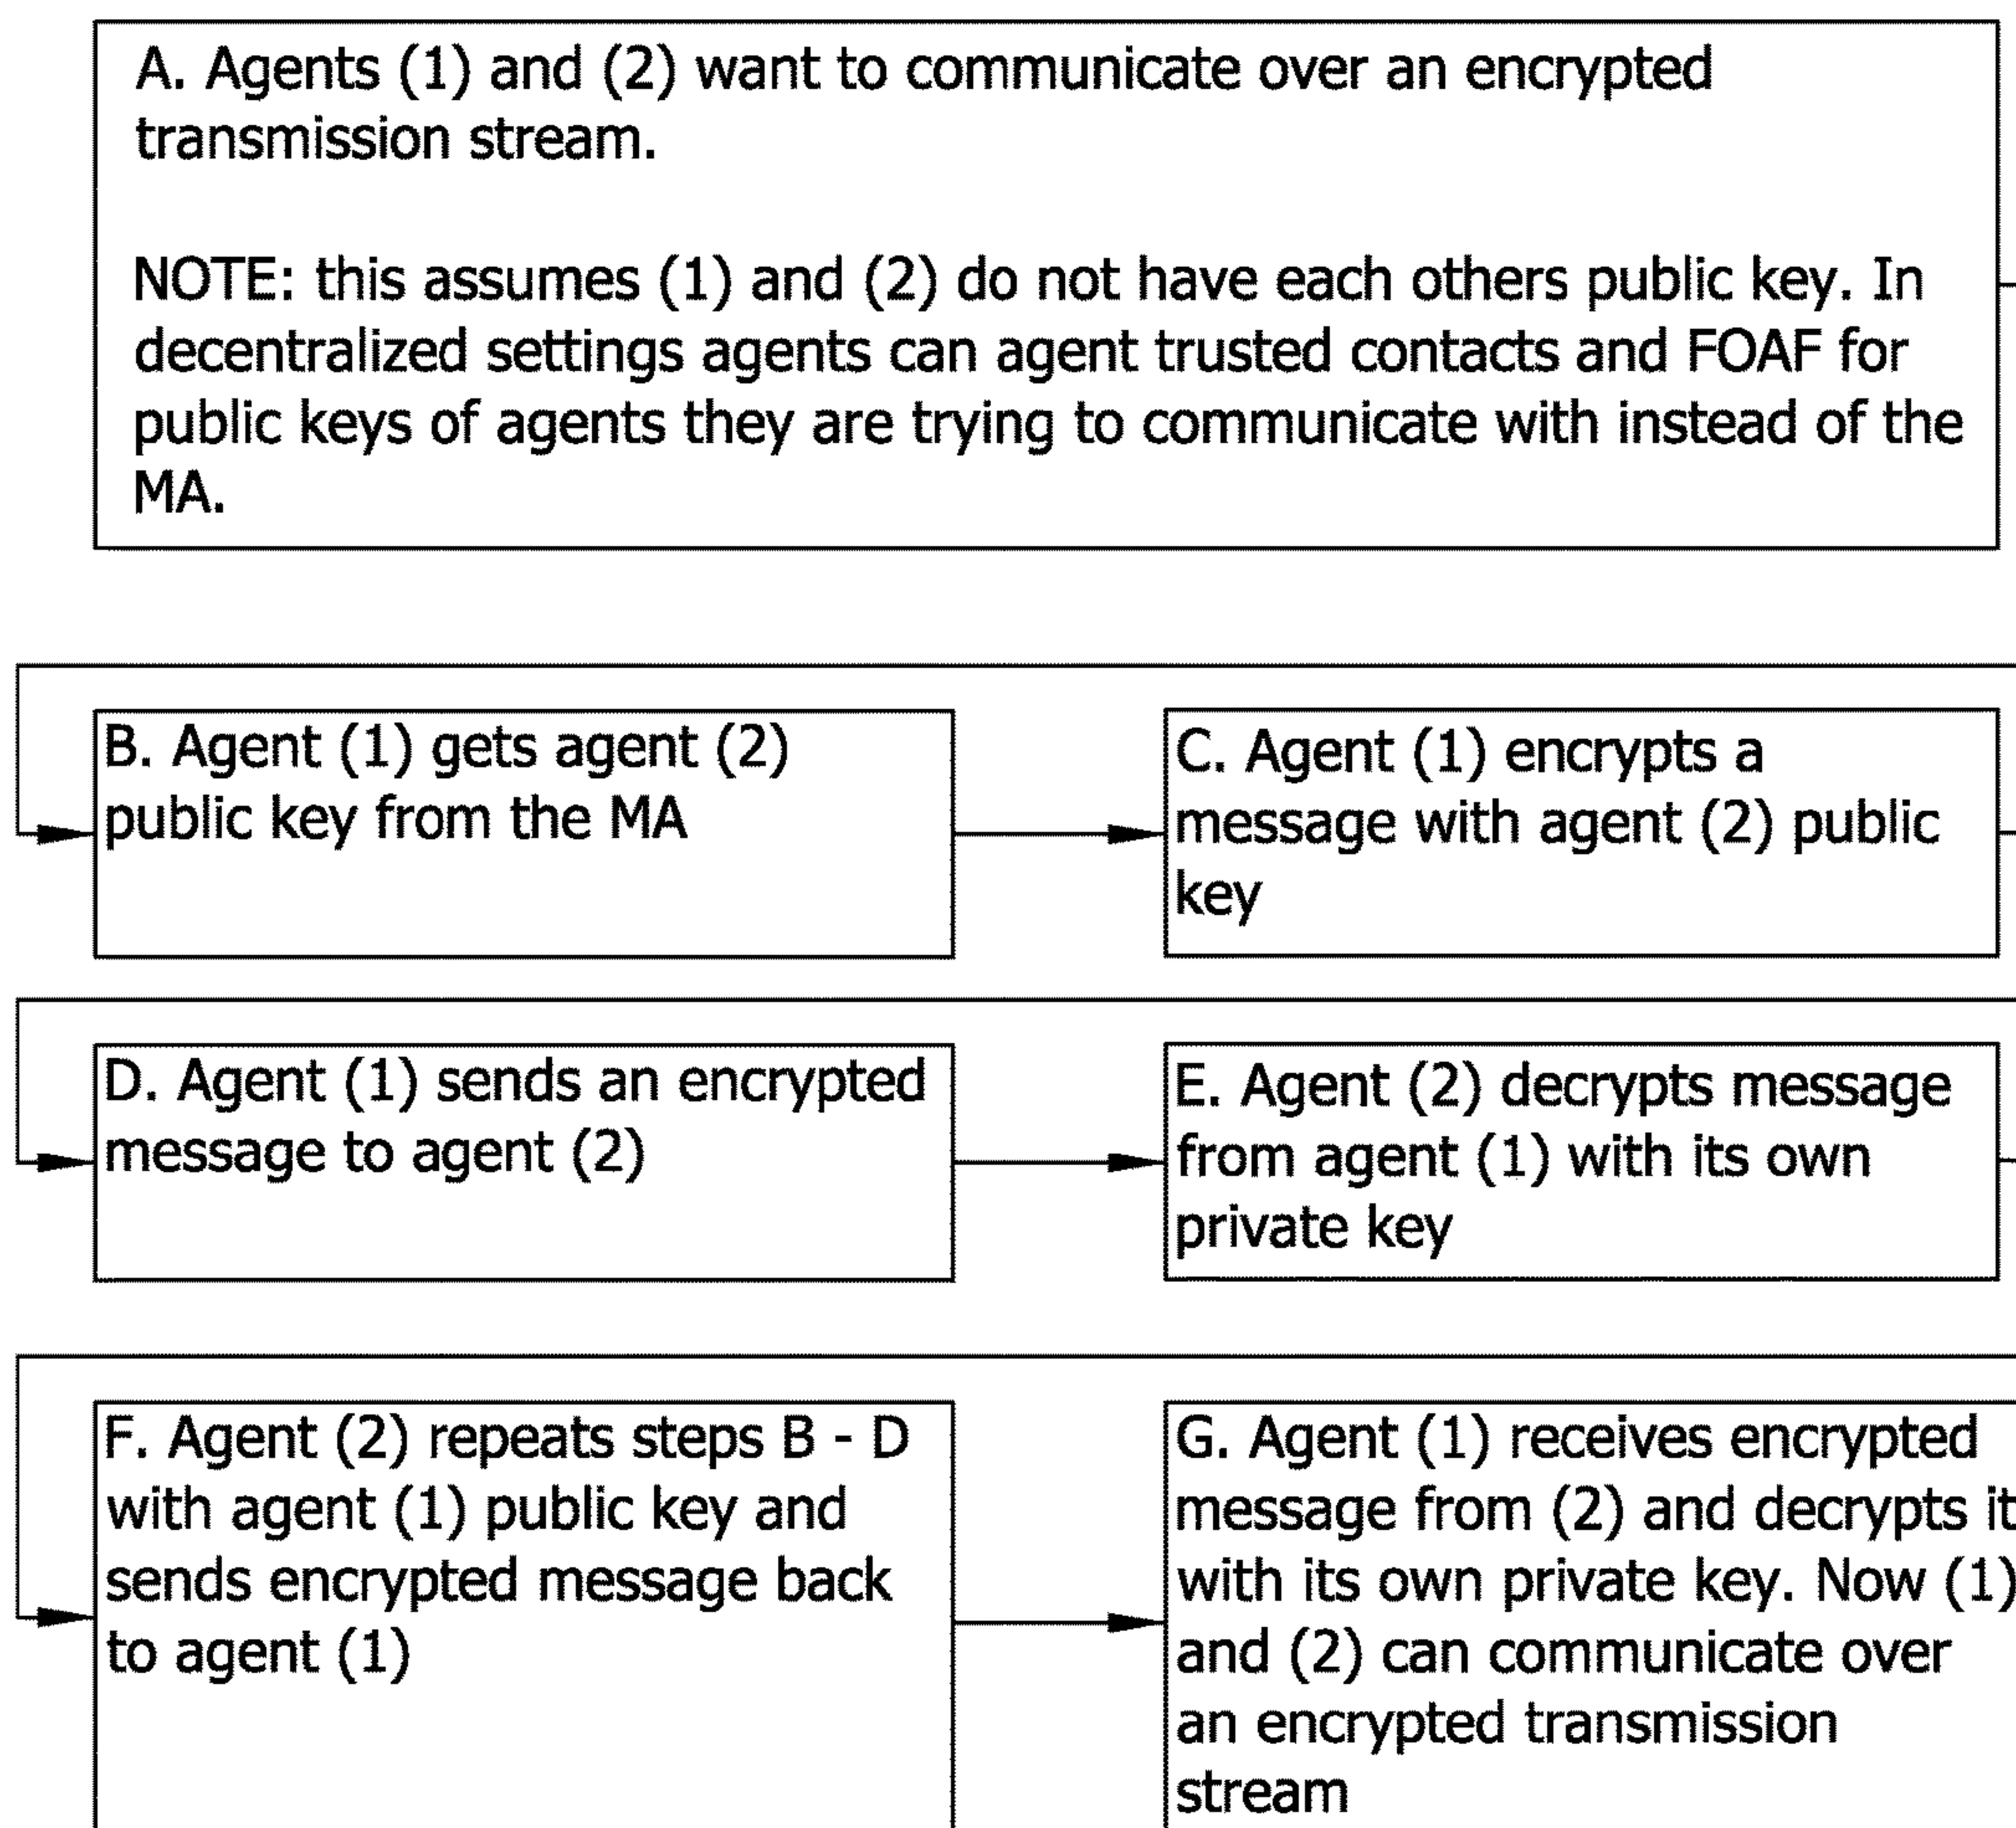 A. Agents (1) and (2) want to communicate over an encrypted
transmission stream.
NOTE: this assumes (1) and (2) do not have each others public key. In
decentralized settings agents can agent trusted contacts and FOAF for
public keys of agents they are trying to communicate with instead of the
MA.
B. Agent (1) gets agent (2)
public key from the MA
C. Agent (1) encrypts a
message with agent (2) public
key
D. Agent (1) sends an encrypted
message to agent (2)
E. Agent (2) decrypts message
from agent (1) with its own
private key
F. Agent (2) repeats steps B - D
with agent (1) public key and
sends encrypted message back
to agent (1)
G. Agent (1) receives encrypted
message from (2) and decrypts it
with its own private key. Now (1)
and (2) can communicate over
an encrypted transmission
stream